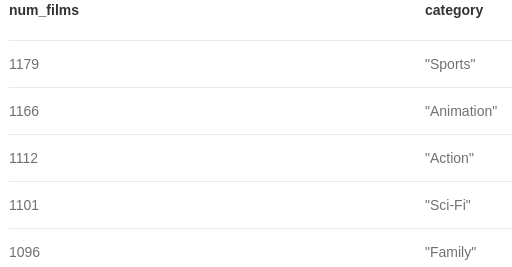 num_films category
1179 "Sports"
1166 "Animation"
1112 "Action"
1101 "Sci-Fi"
1096 "Family"